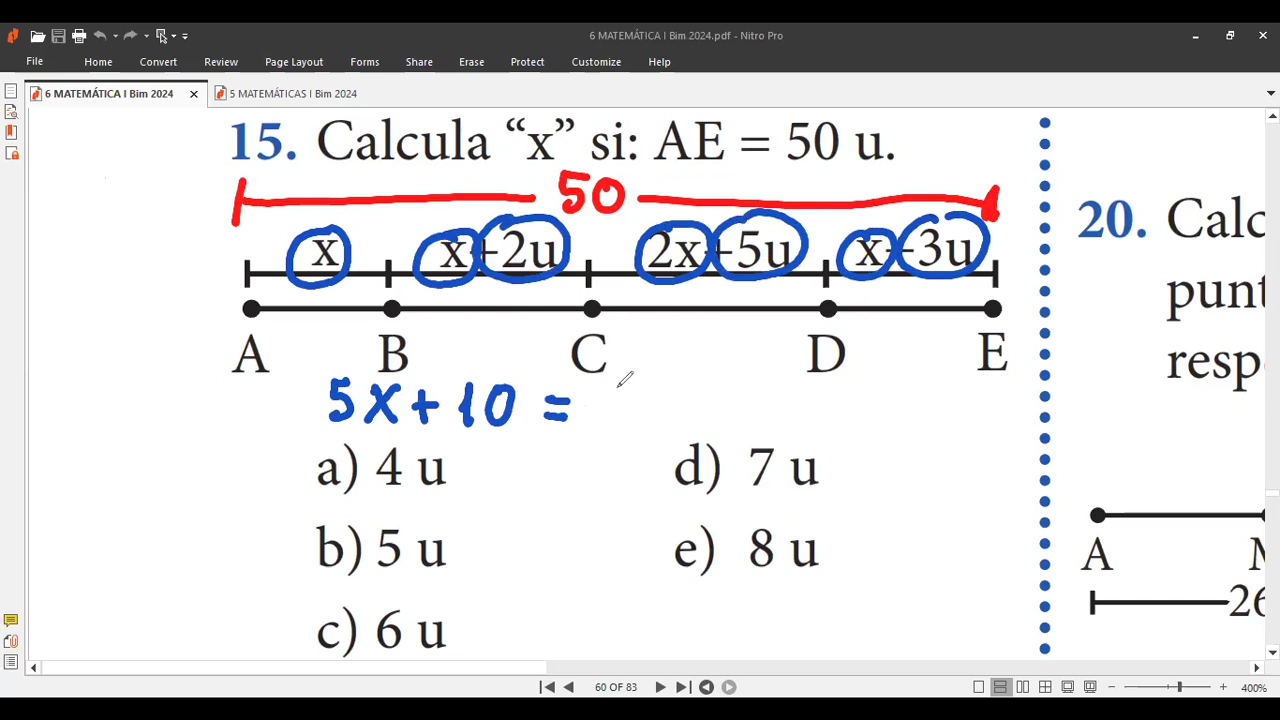 6 MATEMÁTICA I Bim 2024.pdf - Nitro Pro
File Home Convert Review Page Layout Forms Share Erase Protect Customize Help
6 MATEMÁTICA I Bim 2024 × 5 MATEMÁTICAS I Bim 2024
15. Calcula “x” si: AE = 50 u.
50
x x+2u 2x+5u x+3u
A B C D E
5X+10 =
a) 4 u
b) 5 u
c) 6 u
d) 7 u
e) 8 u
20. Calc
punt
resp
A
26
60 OF 83
400%